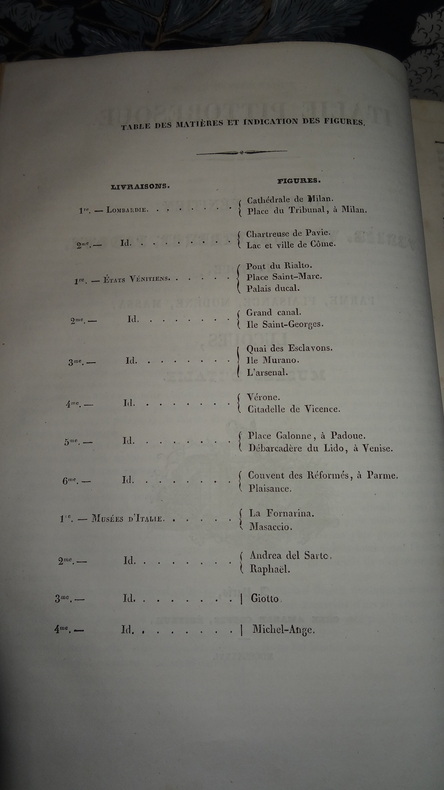 TABLE DES MATIÈRES ET INDICATION DES FIGURES.
LIVRAISONS. FIGURES.
1re. — LOMBARDIE. . . . . . . . { Cathédrale de Milan.
Place du Tribunal, à Milan.
2me. — Id. . . . . . . . . { Chartreuse de Pavie.
Lac et ville de Côme.
1re. — ÉTATS VÉNITIENS. . . . . . { Pont du Rialto.
Place Saint-Marc.
Palais ducal.
2me. — Id. . . . . . . . { Grand canal.
Ile Saint-Georges.
3me. — Id. . . . . . . . { Quai des Esclavons.
Ile Murano.
L'arsenal.
4me. — Id. . . . . . . . { Vérone.
Citadelle de Vicence.
5me. — Id. . . . . . . . { Place Galonne, à Padoue.
Débarcadère du Lido, à Venise.
6me. — Id. . . . . . . . { Couvent des Réformés, à Parme.
Plaisance.
1re. — MUSÉES D'ITALIE. . . . . . { La Fornarina.
Masaccio.
2me. — Id. . . . . . . . . { Andrea del Sarto.
Raphaël.
3me. — Id. . . . . . . . . | Giotto
4me. — Id. . . . . . . . . | Michel-Ange.